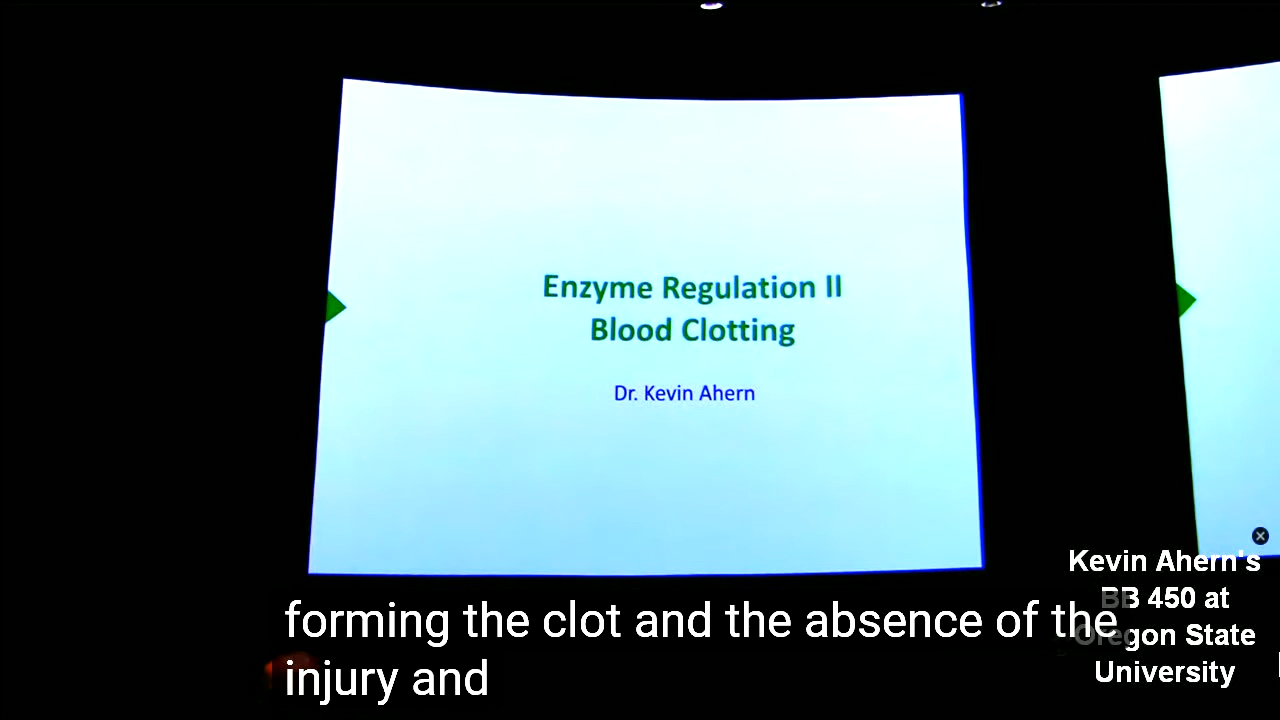 Enzyme Regulation II
Blood Clotting
Dr. Kevin Ahern
forming the clot and the absence of the
injury and
Kevin Ahern's
BB 450 at
Oregon State
University